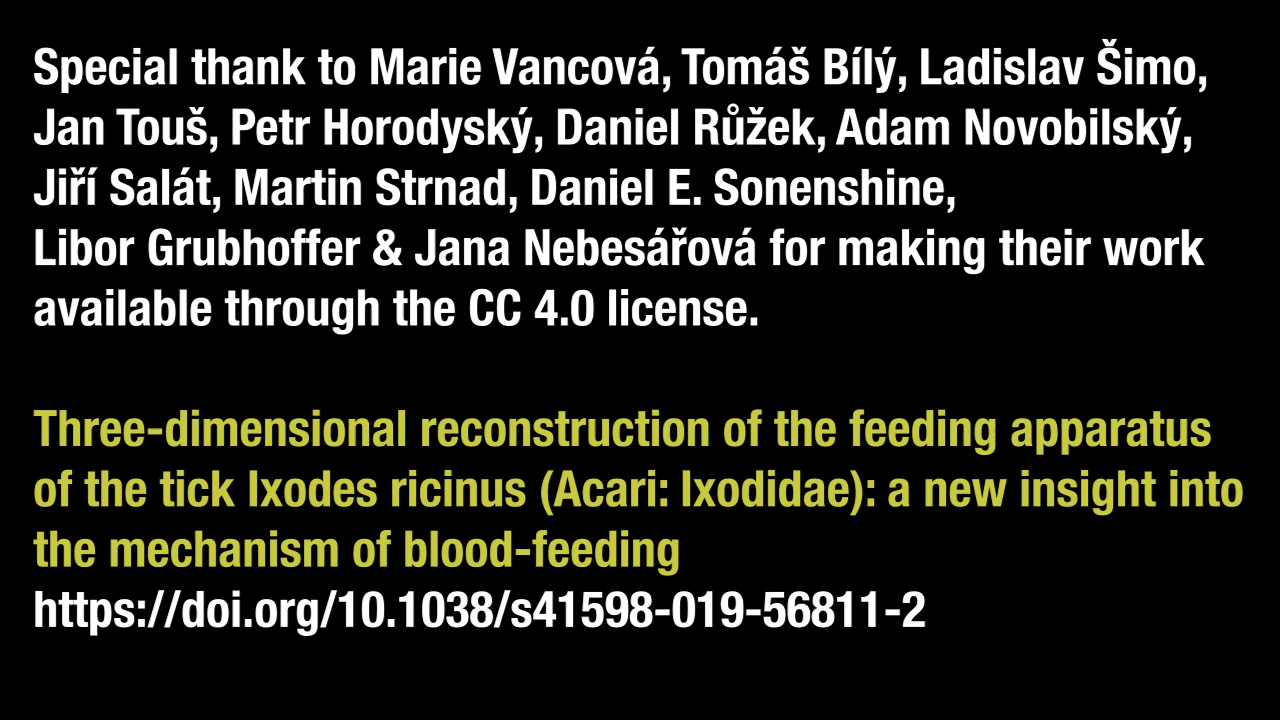 Special thank to Marie Vancová, Tomáš Bílý, Ladislav Šimo,
Jan Touš, Petr Horodyský, Daniel Růžek, Adam Novobilský,
Jiří Salát, Martin Strnad, Daniel E. Sonenshine,
Libor Grubhoffer & Jana Nebesářová for making their work
available through the CC 4.0 license.
Three-dimensional reconstruction of the feeding apparatus
of the tick Ixodes ricinus (Acari: Ixodidae): a new insight into
the mechanism of blood-feeding
https://doi.org/10.1038/s41598-019-56811-2